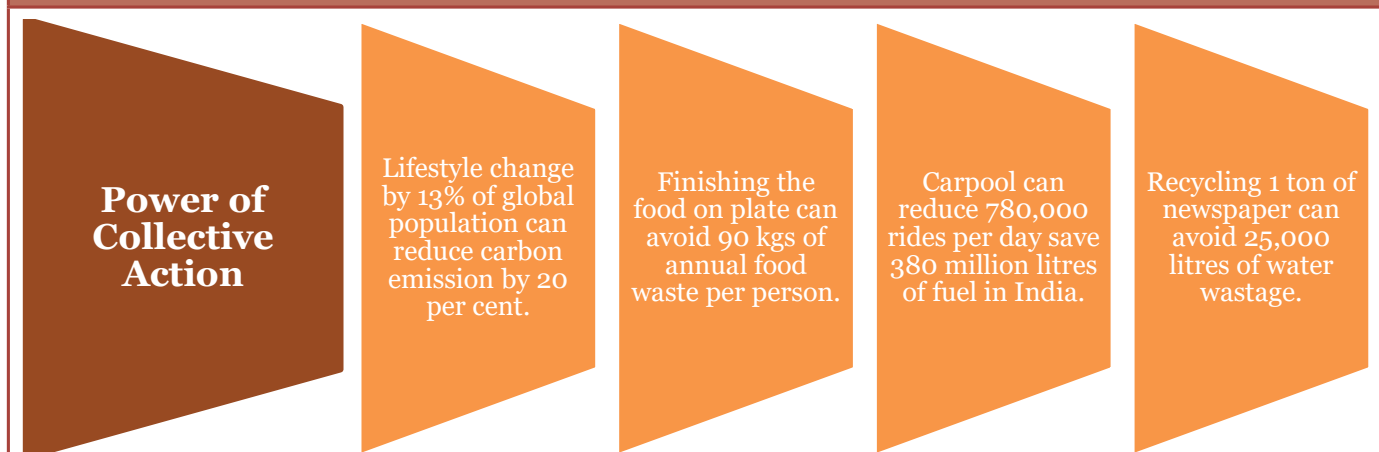 Power of
Collective
Action
Lifestyle change
by 13% of global
population can
reduce carbon
emission by 20
per cent.
Finishing the
food on plate can
avoid 90 kgs of
annual food
waste per person.
Carpool can
reduce 780,000
rides per day save
380 million litres
of fuel in India.
Recycling 1 ton of
newspaper can
avoid 25,000
litres of water
wastage.